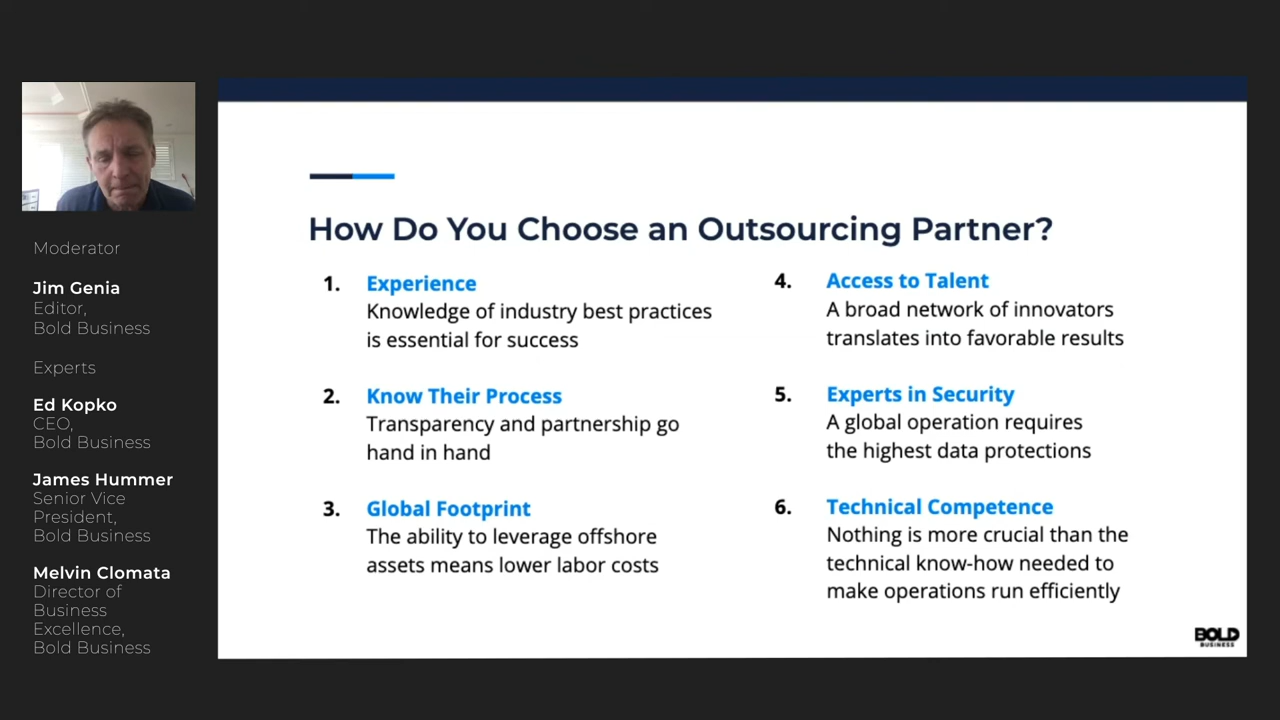 Moderator
Jim Genia
Editor,
Bold Business
Experts
Ed Kopko
CEO,
Bold Business
James Hummer
Senior Vice
President,
Bold Business
Melvin Clomata
Director of
Business
Excellence,
Bold Business
How Do You Choose an Outsourcing Partner?
1. Experience
Knowledge of industry best practices
is essential for success
2. Know Their Process
Transparency and partnership go
hand in hand
3. Global Footprint
The ability to leverage offshore
assets means lower labor costs
4. Access to Talent
A broad network of innovators
translates into favorable results
5. Experts in Security
A global operation requires
the highest data protections
6. Technical Competence
Nothing is more crucial than the
technical know-how needed to
make operations run efficiently
BOLD
BUSINESS